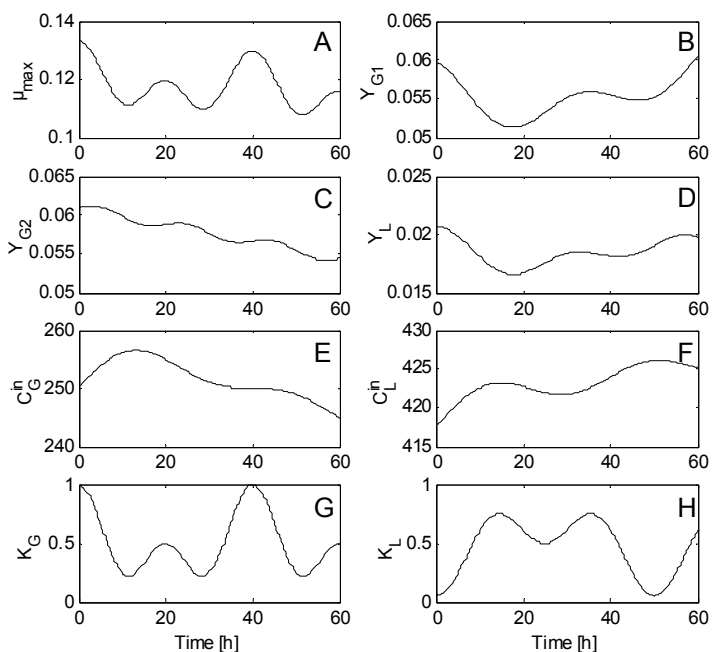 0.14
0.12
0.1
μmax
A
0 20 40 60
0.065
0.06
0.055
0.05
YG1
B
0 20 40 60
0.065
0.06
0.055
0.05
YG2
C
0 20 40 60
0.025
0.02
0.015
YL
D
0 20 40 60
260
250
240
CGin
E
0 20 40 60
430
425
420
415
CLin
F
0 20 40 60
1
0.5
0
KG
G
0 20 40 60
Time [h]
1
0.5
0
KL
H
0 20 40 60
Time [h]